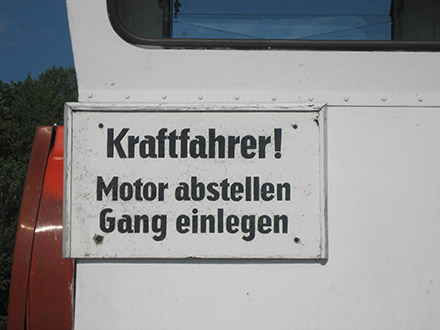 Kraftfahrer!
Motor abstellen
Gang einlegen